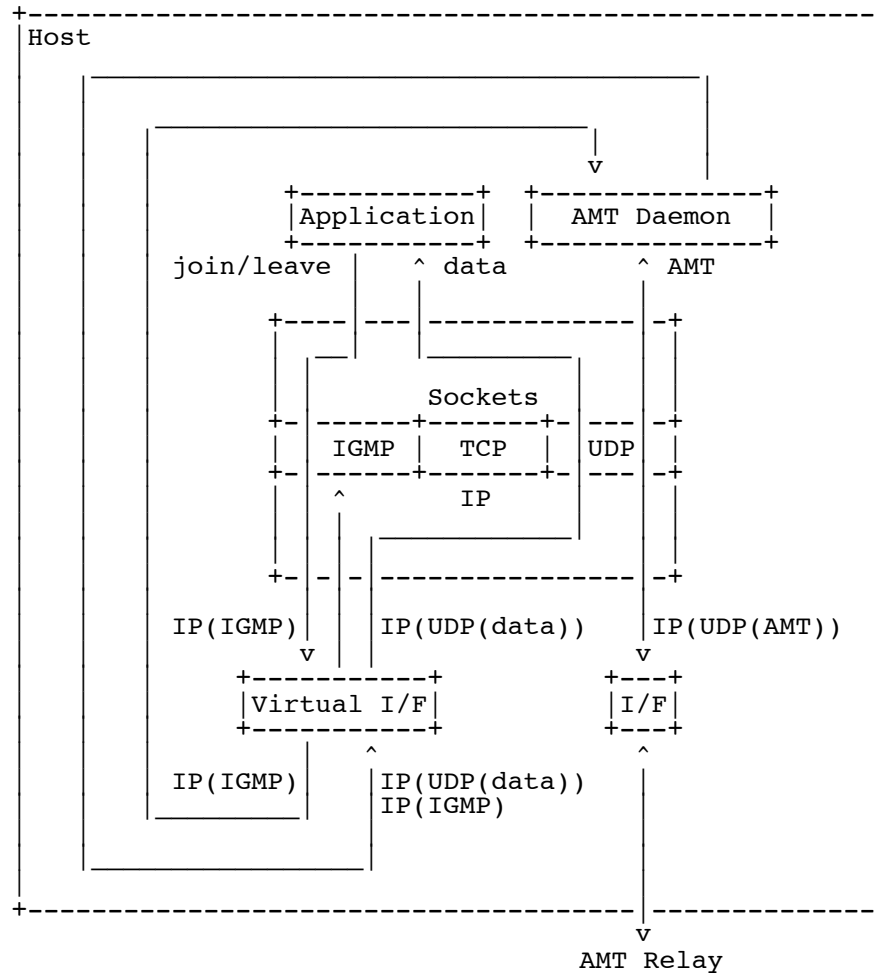 Host
Application AMT Daemon
join/leave data AMT
Sockets
IGMP TCP UDP
IP
IP(IGMP) IP(UDP(data)) IP(UDP(AMT))
Virtual I/F I/F
IP(IGMP) IP(UDP(data))
IP(IGMP)
AMT Relay